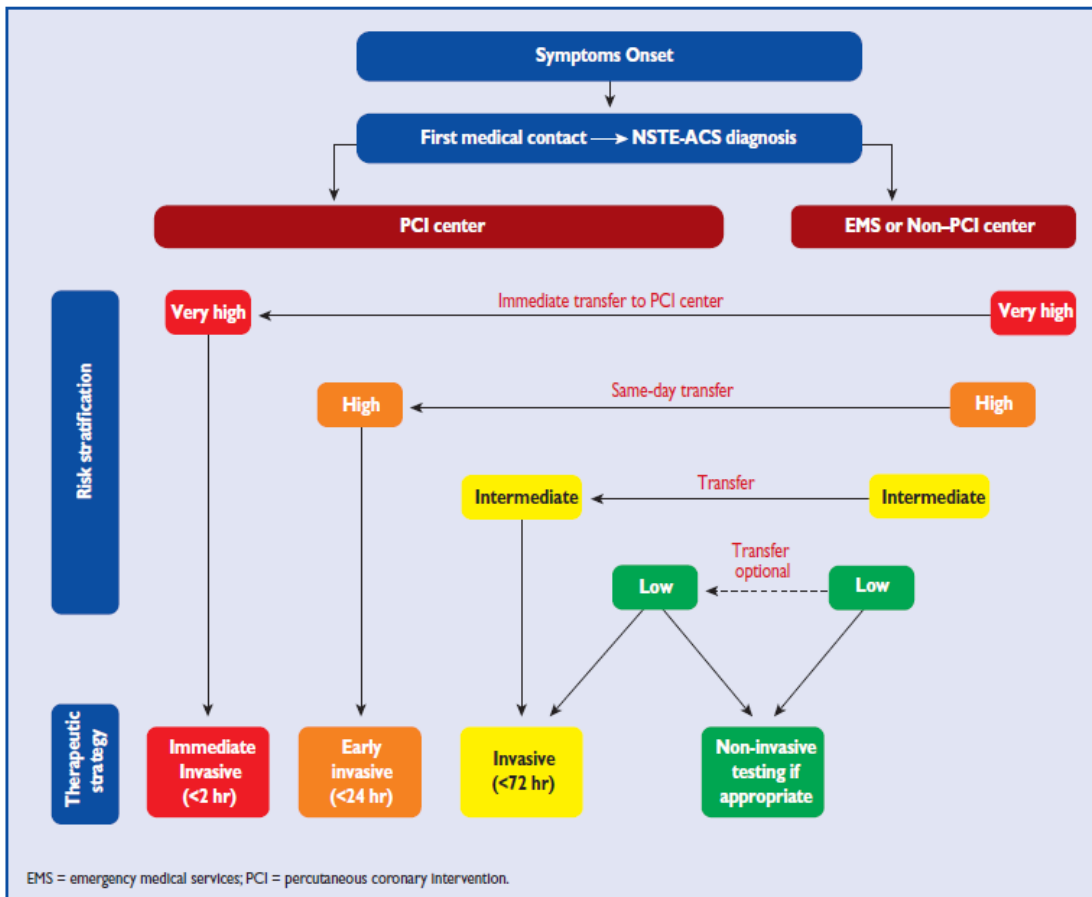 Symptoms Onset
First medical contact → NSTE-ACS diagnosis
PCI center
EMS or Non–PCI center
Risk stratification
Very high
Immediate transfer to PCI center
Very high
High
Same-day transfer
High
Intermediate
Transfer
Intermediate
Low
Transfer
optional
Low
Therapeutic
strategy
Immediate
Invasive
(<2 hr)
Early
invasive
(<24 hr)
Invasive
(<72 hr)
Non-invasive
testing if
appropriate
EMS = emergency medical services; PCI = percutaneous coronary intervention.